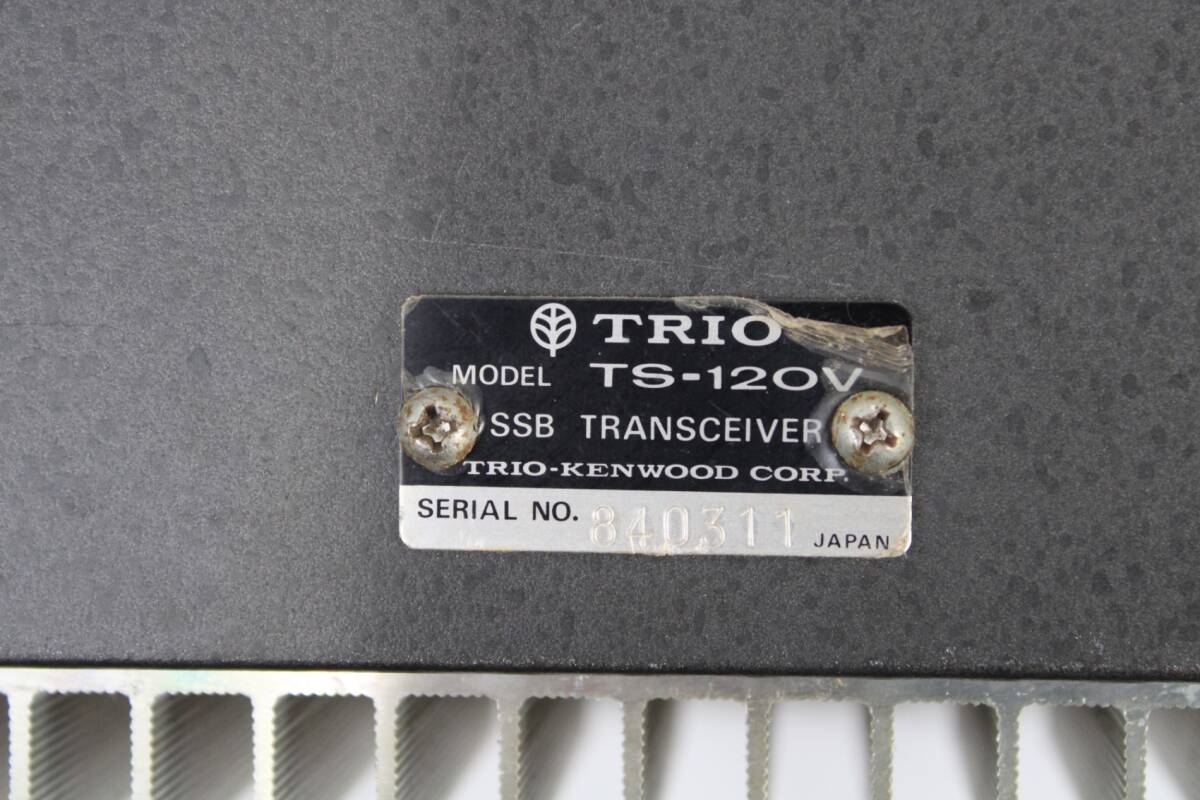 TRIO
MODEL TS-120V
SSB TRANSCEIVER
TRIO-KENWOOD CORP.
SERIAL NO. 840311 JAPAN